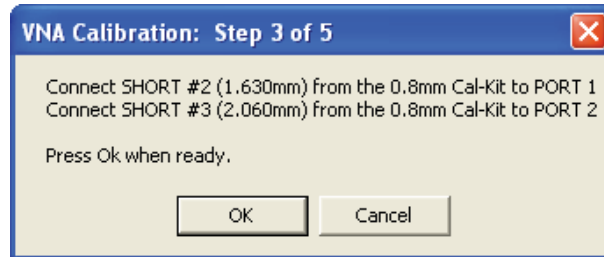 VNA Calibration: Step 3 of 5
Connect SHORT #2 (1.630mm) from the 0.8mm Cal-Kit to PORT 1
Connect SHORT #3 (2.060mm) from the 0.8mm Cal-Kit to PORT 2
Press Ok when ready.
OK
Cancel